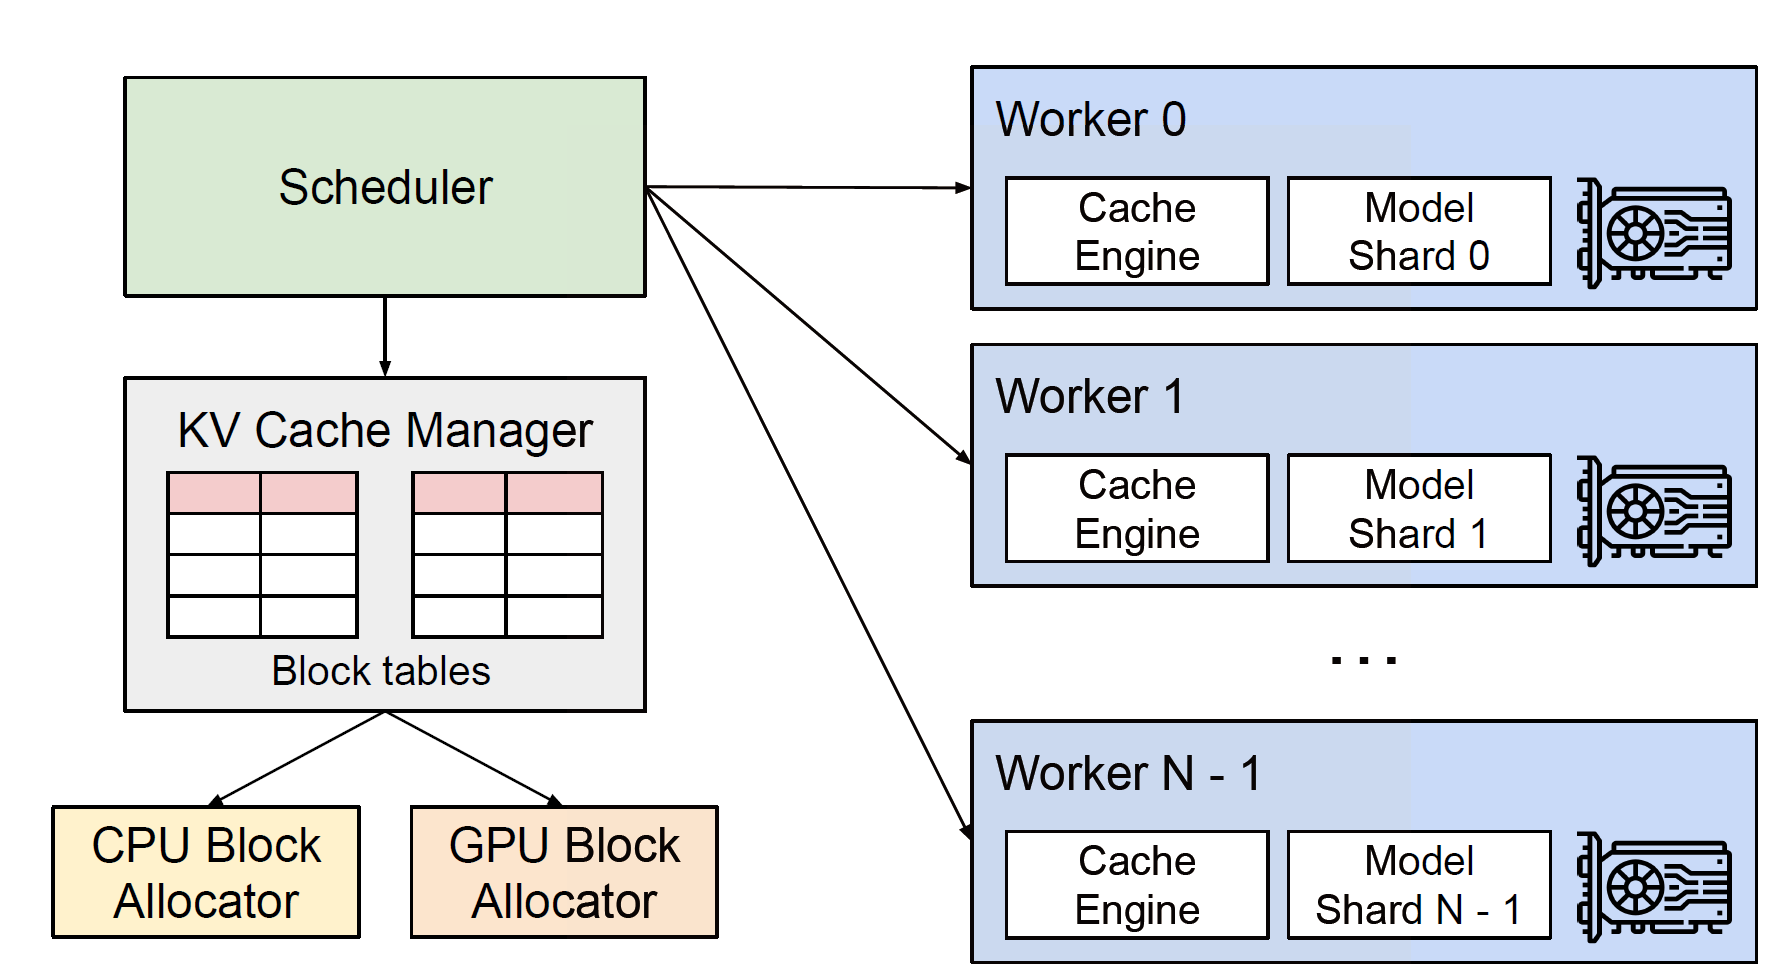 Scheduler
KV Cache Manager
Block tables
CPU Block
Allocator
GPU Block
Allocator
Worker 0
Cache
Engine
Model
Shard 0
Worker 1
Cache
Engine
Model
Shard 1
...
Worker N - 1
Cache
Engine
Model
Shard N - 1